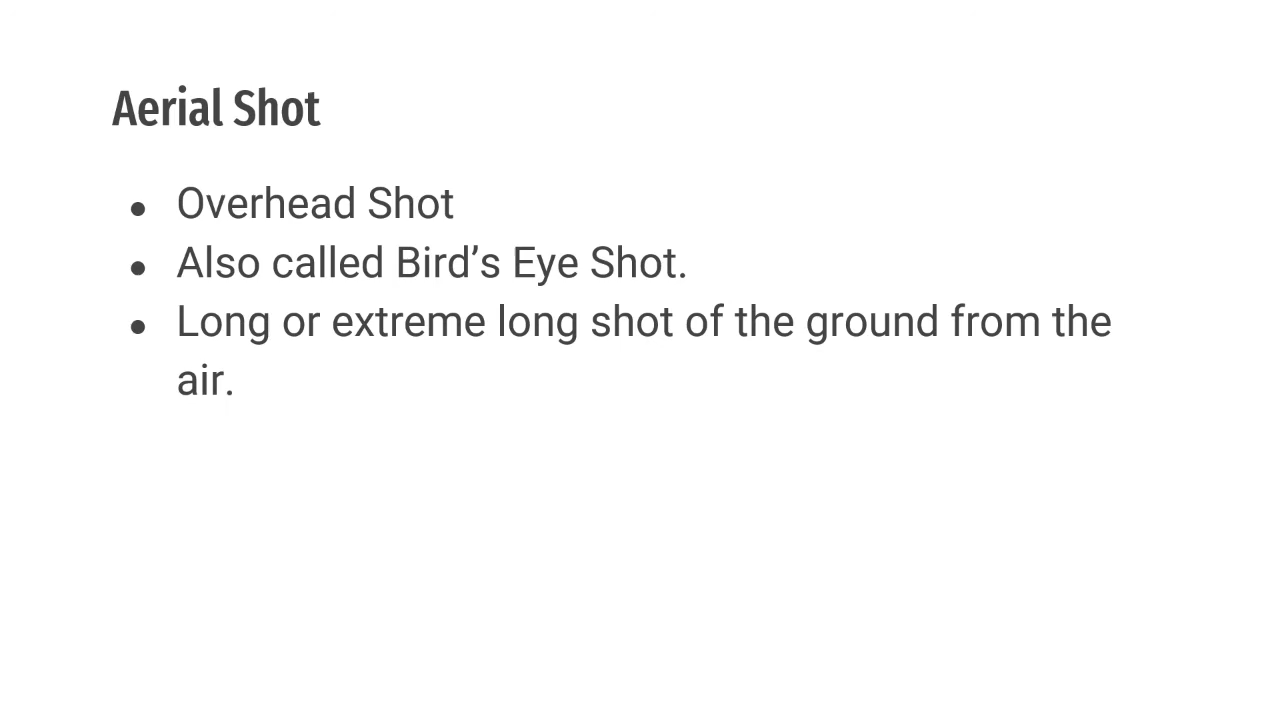 Aerial Shot
● Overhead Shot
● Also called Bird’s Eye Shot.
● Long or extreme long shot of the ground from the
air.